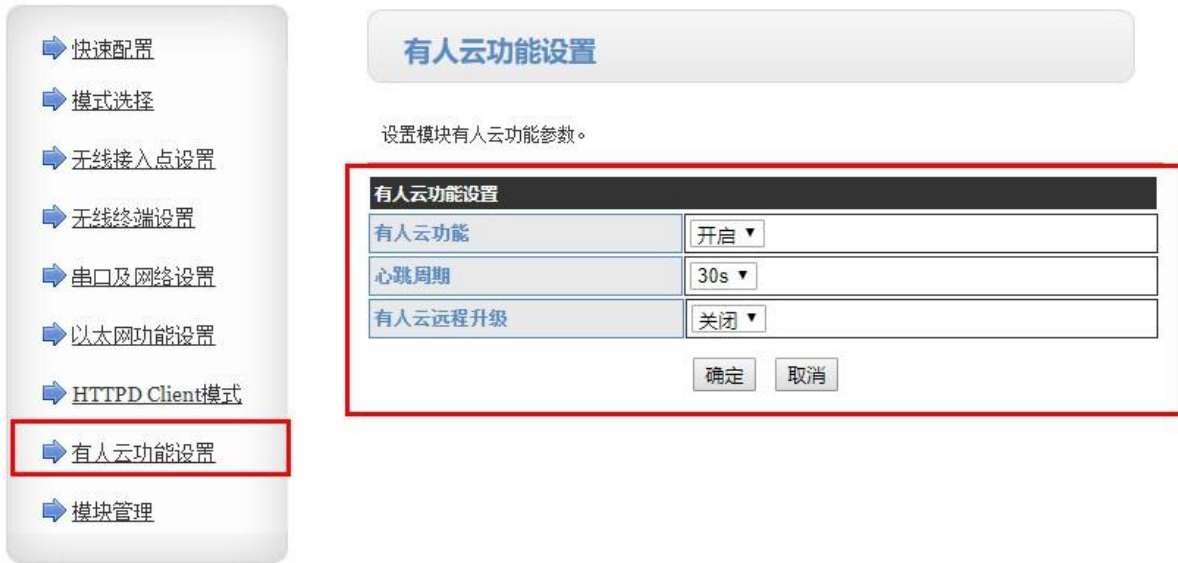 快速配置
模式选择
无线接入点设置
无线终端设置
串口及网络设置
以太网功能设置
HTTPD Client模式
有人云功能设置
模块管理
有人云功能设置
设置模块有人云功能参数。
有人云功能设置
有人云功能 开启
心跳周期 30s
有人云远程升级 关闭
确定 取消